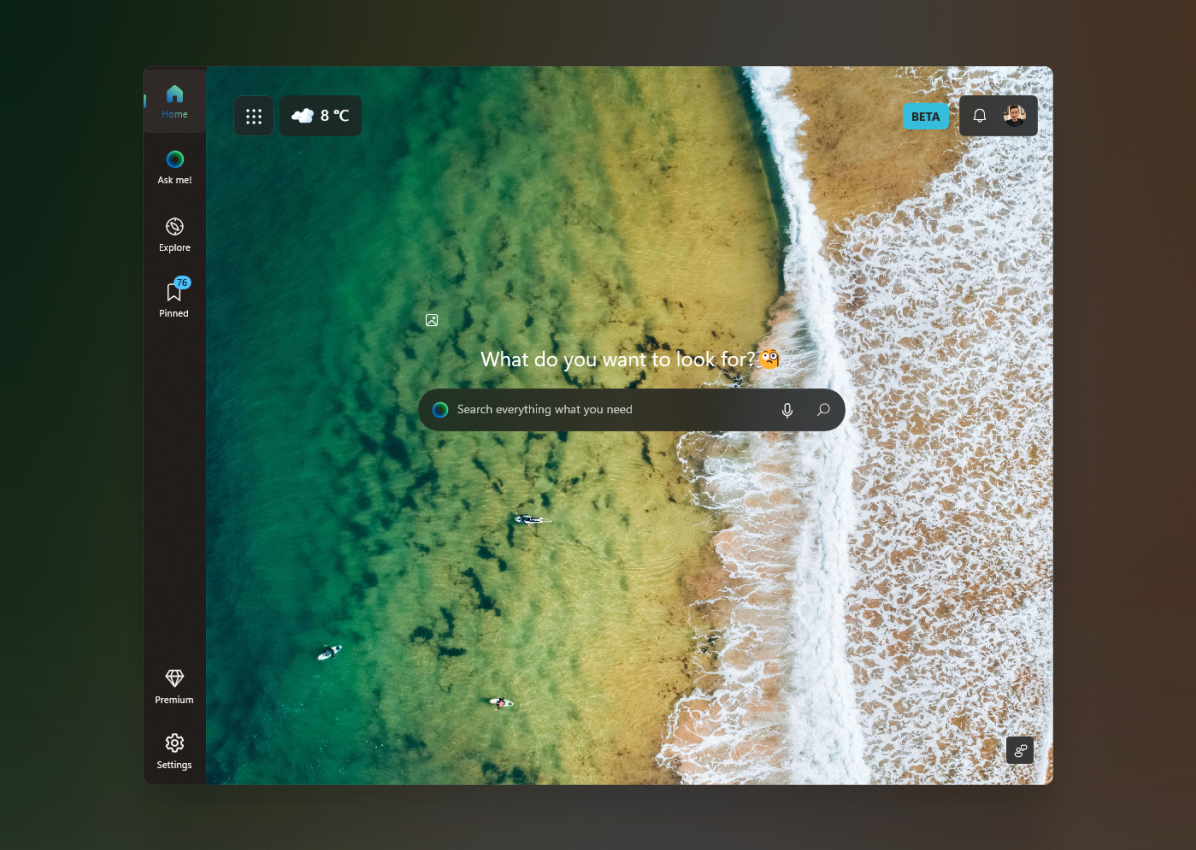 Home
Ask me!
Explore
76
Pinned
Premium
Settings
8 °C
BETA
What do you want to look for?🧐
Search everything what you need